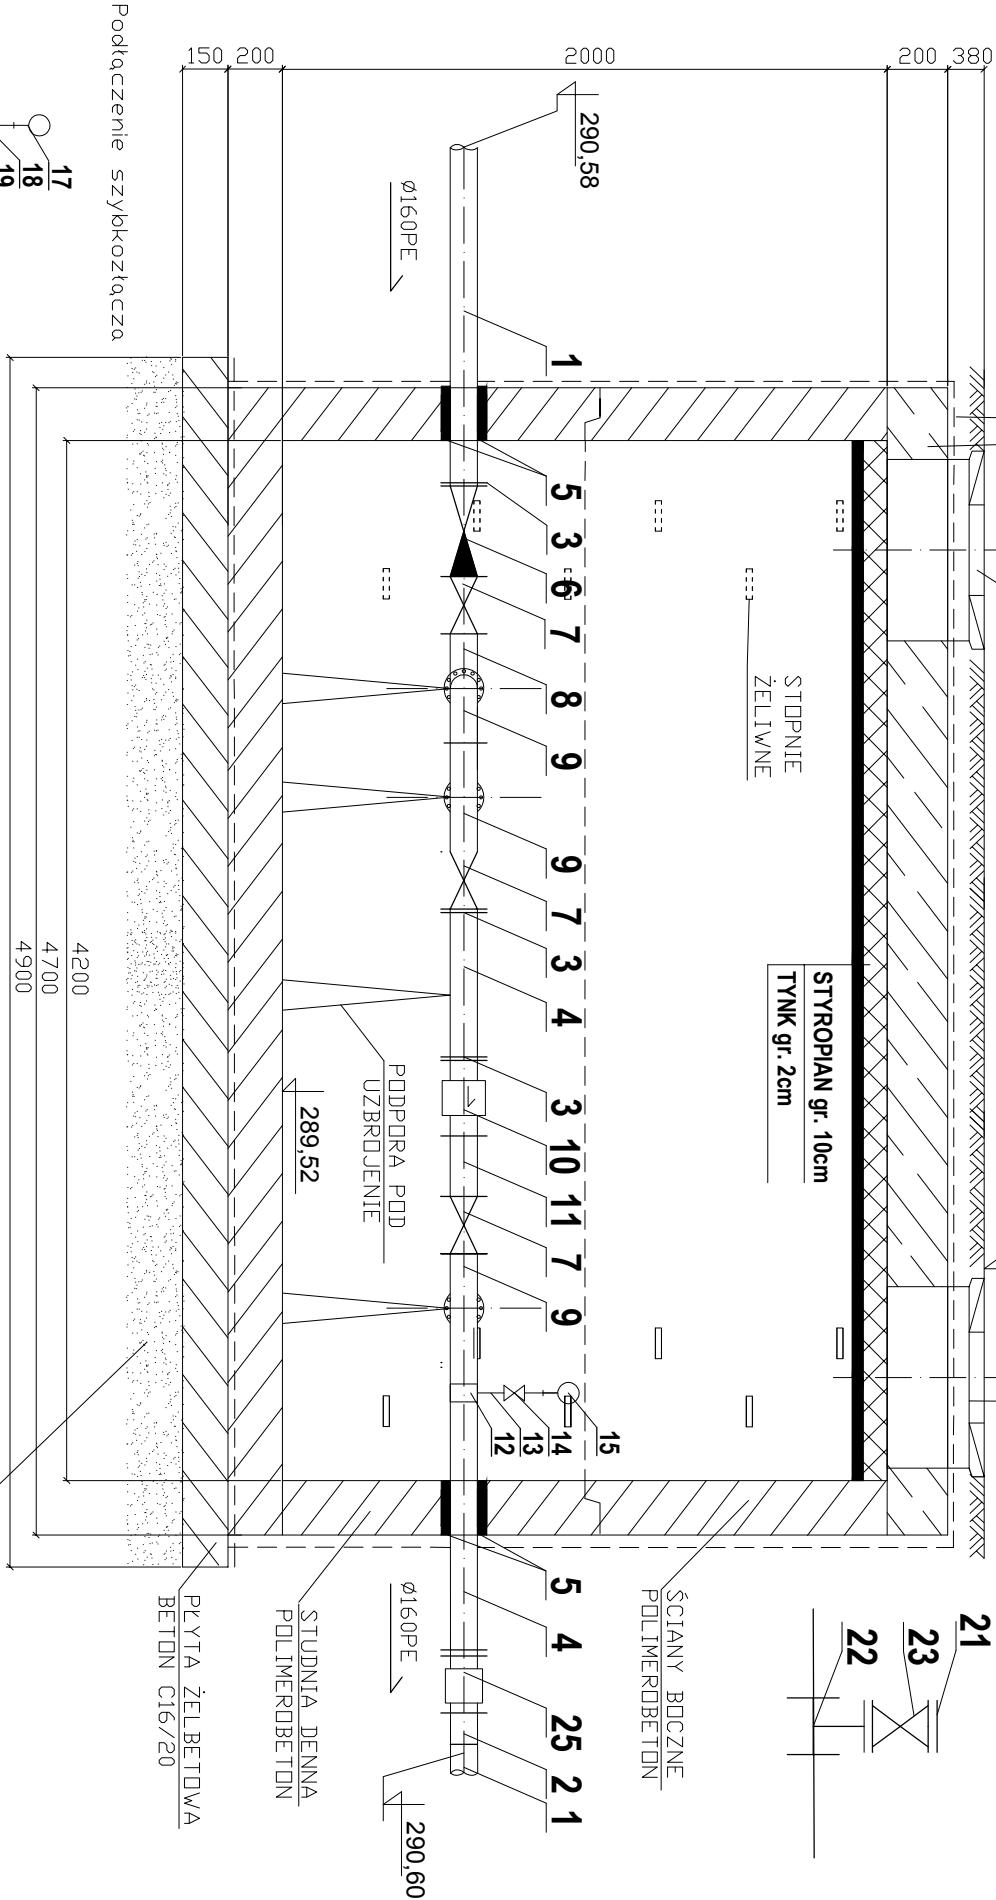 380
200
2000
200
150
290,58
Ø160PE
1
5
3
6
7
8
9
9
7
3
4
3
10
11
7
9
12
13
14
15
5
4
25
2
1
STOPNIE
ŻELIWNE
STYROPIAN gr. 10cm
TYNK gr. 2cm
PODPORA POD
UZBROJENIE
289,52
21
23
22
ŚCIANY BOCZNE
POLIMEROBETON
Ø160PE
290,60
STUDNIA DENNA
POLIMEROBETON
PŁYTA ŻELBETOWA
BETON C16/20
4200
4700
4900
Podłączenie szybkozłącza
17
18
19